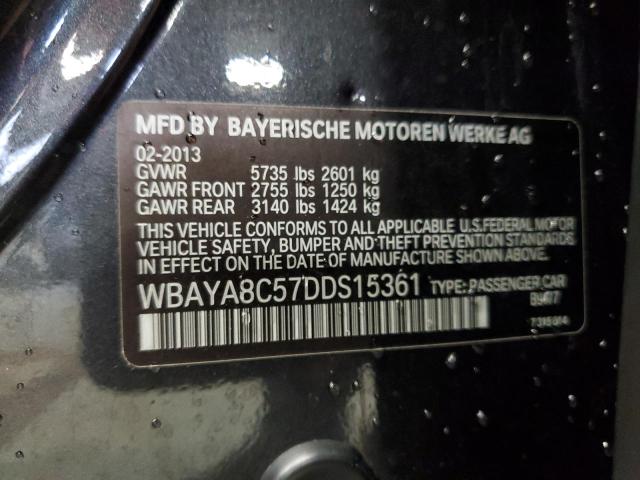 MFD BY BAYERISCHE MOTOREN WERKE AG
02-2013
GVWR 5735 lbs 2601 kg
GAWR FRONT 2755 lbs 1250 kg
GAWR REAR 3140 lbs 1424 kg
THIS VEHICLE CONFORMS TO ALL APPLICABLE U.S. FEDERAL MOTOR
VEHICLE SAFETY, BUMPER AND THEFT PREVENTION STANDARDS
IN EFFECT ON THE DATE OF MANUFACTURE SHOWN ABOVE.
WBAYA8C57DDS15361 TYPE: PASSENGER CAR